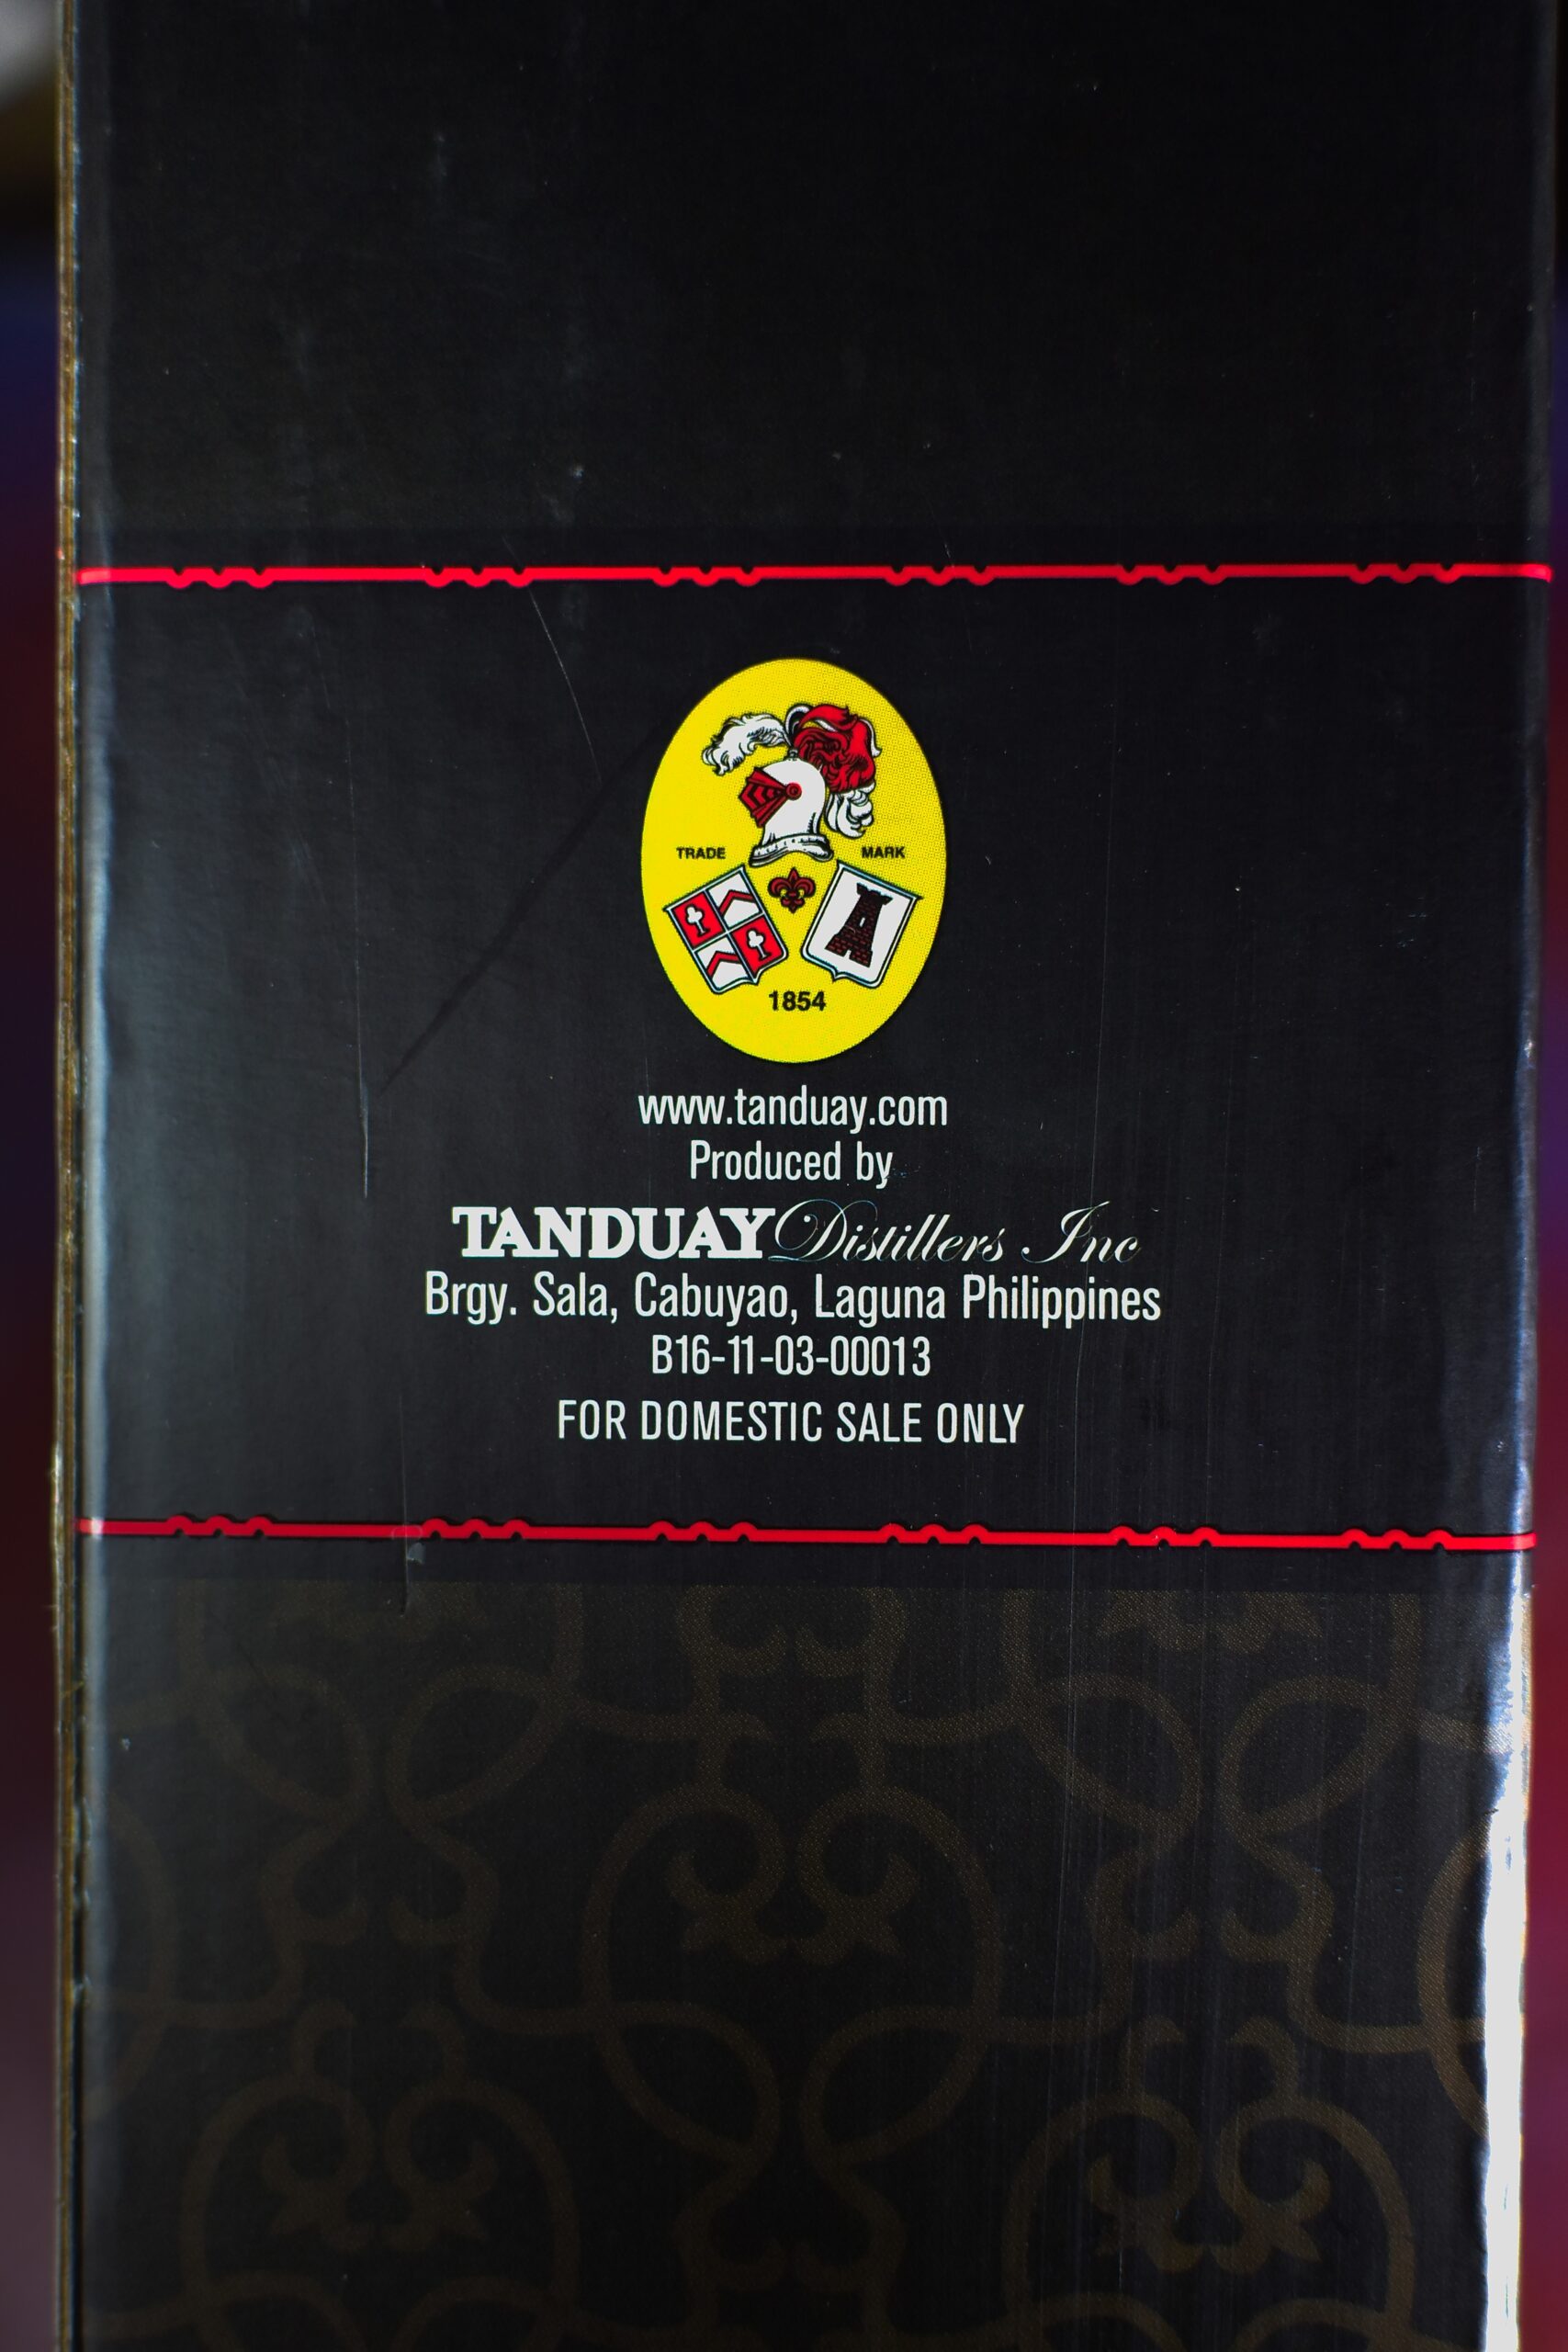 TRADE MARK
1854
www.tanduay.com
Produced by
TANDUAY Distillers Inc
Brgy. Sala, Cabuyao, Laguna Philippines
B16-11-03-00013
FOR DOMESTIC SALE ONLY